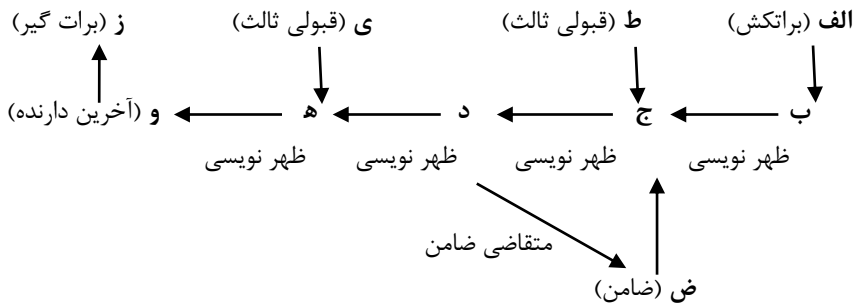 الف (براتکش) ط (قبولی ثالث) ی (قبولی ثالث) ز (برات گیر)
ب ج د ه و (آخرین دارنده)
ظهر نویسی ظهر نویسی ظهر نویسی ظهر نویسی
متقاضی ضامن
ض (ضامن)